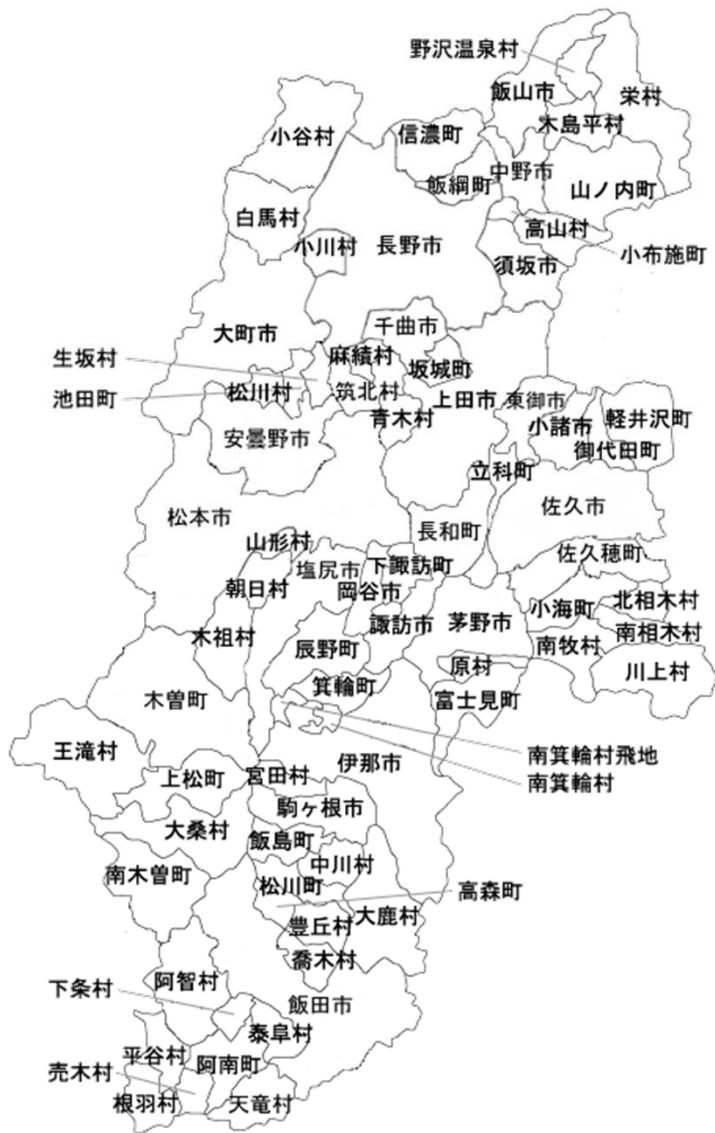 野沢温泉村
飯山市
栄村
小谷村
信濃町
木島平村
中野市
飯綱町
山ノ内町
白馬村
高山村
小川村
長野市
小布施町
須坂市
千曲市
大町市
生坂村
麻績村
坂城町
池田町
松川村
筑北村
上田市
東御市
青木村
軽井沢町
小諸市
安曇野市
御代田町
立科町
佐久市
松本市
長和町
山形村
佐久穂町
塩尻市
下諏訪町
朝日村
岡谷市
北相木村
小海町
諏訪市
茅野市
南相木村
木祖村
辰野町
南牧村
原村
川上村
箕輪町
木曽町
富士見町
王滝村
南箕輪村飛地
伊那市
上松町
宮田村
南箕輪村
駒ヶ根市
大桑村
飯島町
中川村
南木曽町
松川町
高森町
大鹿村
豊丘村
喬木村
阿智村
下条村
飯田市
泰阜村
平谷村
阿南町
売木村
根羽村
天竜村